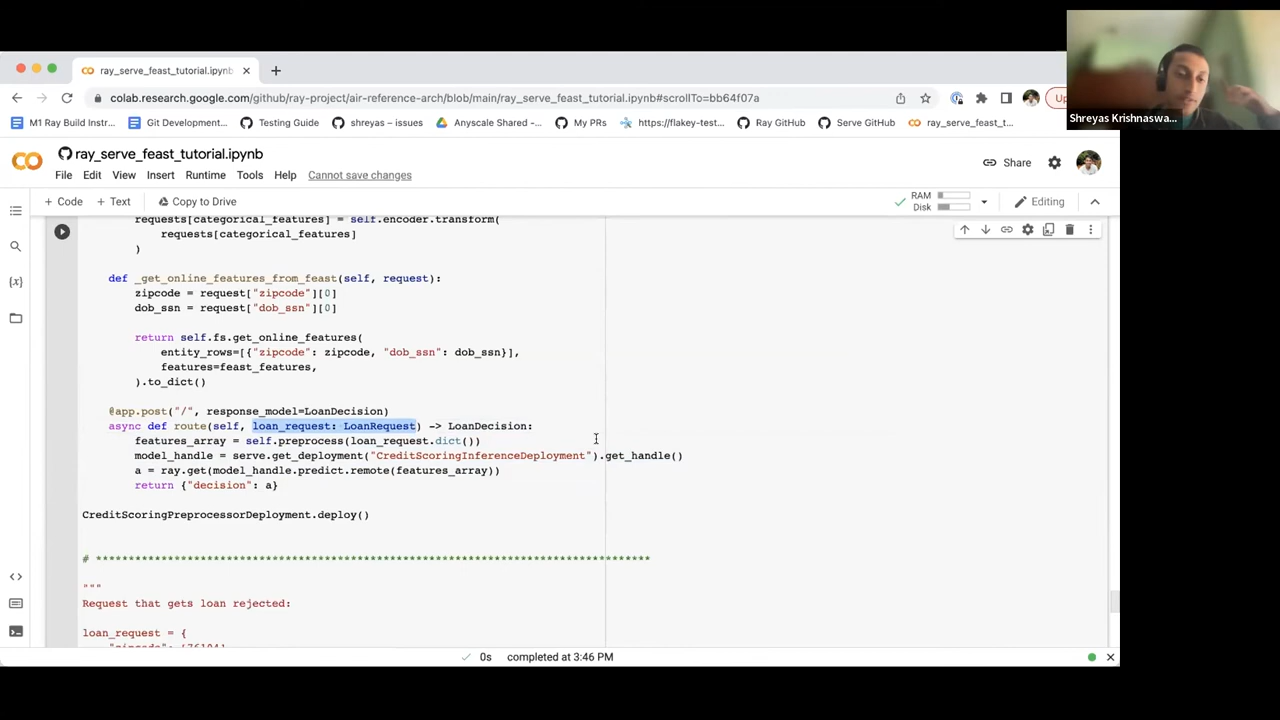 ray_serve_feast_tutorial.ipynb
colab.research.google.com/github/ray-project/air-reference-arch/blob/main/ray_serve_feast_tutorial.ipynb#scrollTo=bb64f07a
Up
Shreyas Krishnaswa...
M1 Ray Build Instr...
Git Development...
Testing Guide
shreyas – issues
Anyscale Shared -...
My PRs
https://flakey-test...
Ray GitHub
Serve GitHub
ray_serve_feast_t...
ray_serve_feast_tutorial.ipynb
Share
File Edit View Insert Runtime Tools Help Cannot save changes
+ Code + Text Copy to Drive
RAM
Disk
Editing
requests[categorical_features] = self.encoder.transform(
requests[categorical_features]
)
def _get_online_features_from_feast(self, request):
zipcode = request["zipcode"][0]
dob_ssn = request["dob_ssn"][0]
return self.fs.get_online_features(
entity_rows=[{"zipcode": zipcode, "dob_ssn": dob_ssn}],
features=feast_features,
).to_dict()
@app.post("/", response_model=LoanDecision)
async def route(self, loan_request: LoanRequest) -> LoanDecision:
features_array = self.preprocess(loan_request.dict())
model_handle = serve.get_deployment("CreditScoringInferenceDeployment").get_handle()
a = ray.get(model_handle.predict.remote(features_array))
return {"decision": a}
CreditScoringPreprocessorDeployment.deploy()
# **********************************************************************************
"""
Request that gets loan rejected:
loan_request = {
0s completed at 3:46 PM